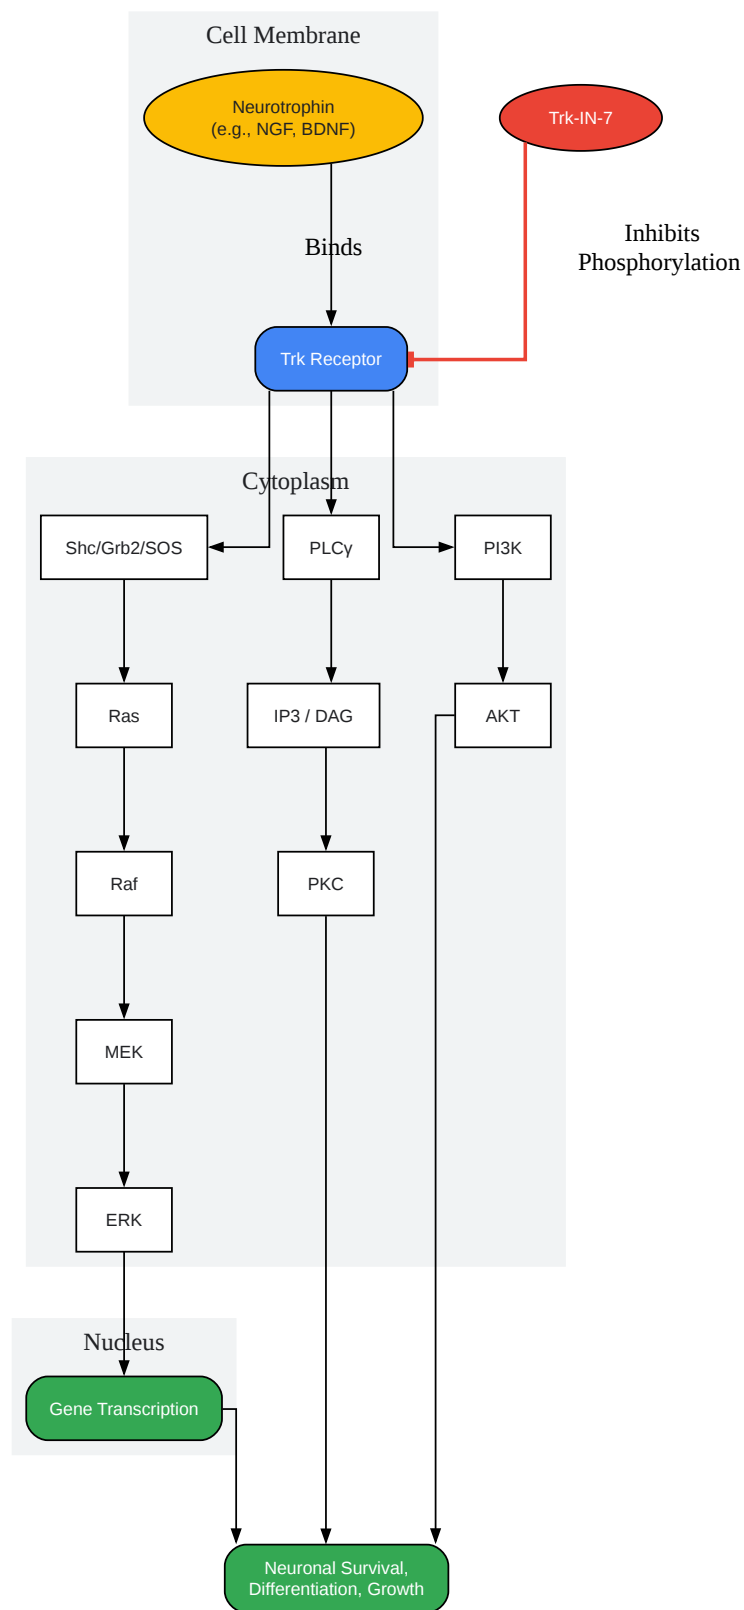 Cell Membrane
Neurotrophin
(e.g., NGF, BDNF)
Trk-IN-7
Inhibits
Phosphorylation
Binds
Trk Receptor
Cytoplasm
Shc/Grb2/SOS
PLCγ
PI3K
Ras
IP3 / DAG
AKT
Raf
PKC
MEK
ERK
Nucleus
Gene Transcription
Neuronal Survival,
Differentiation, Growth